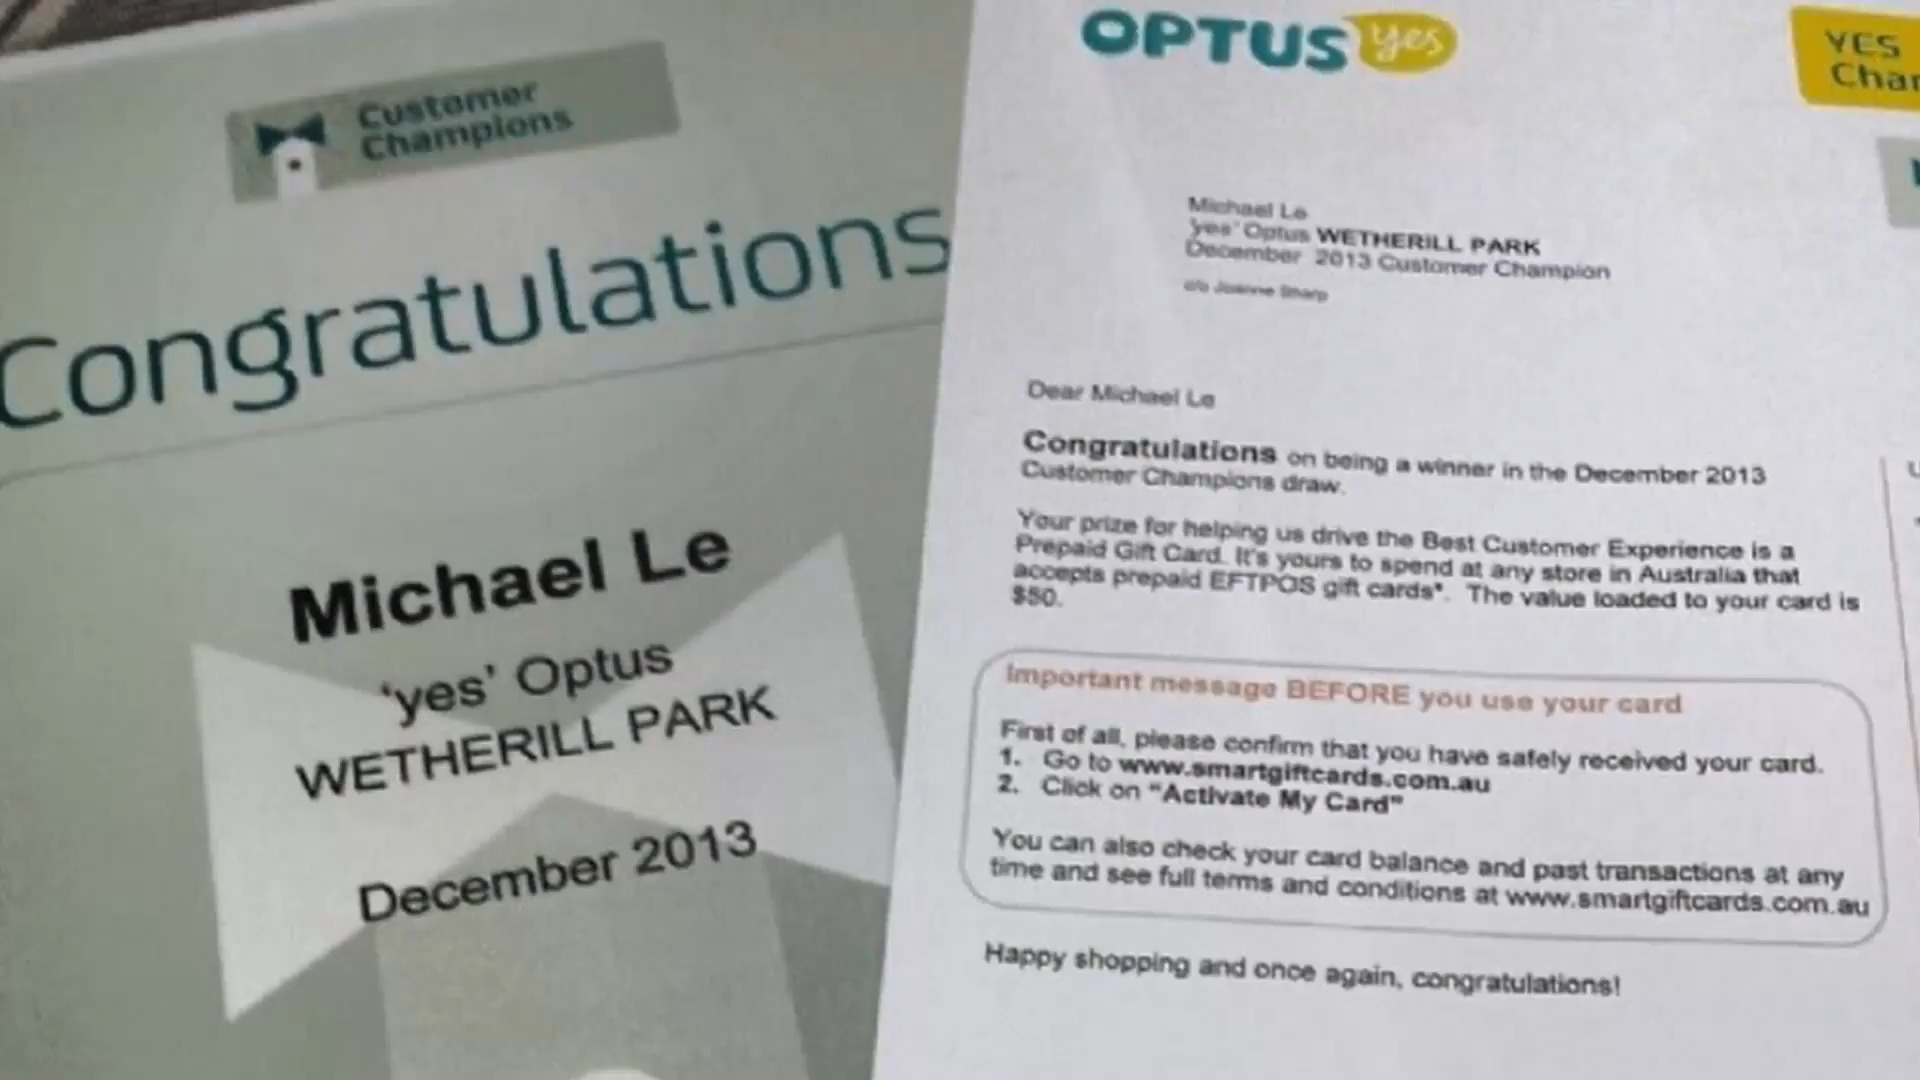 Customer
Champions
Congratulations
Michael Le
'yes' Optus
WETHERILL PARK
December 2013
OPTUS yes
YES
Michael Le
'yes' Optus WETHERILL PARK
December 2013 Customer Champion
c/o Joanne Sharp
Dear Michael Le
Congratulations on being a winner in the December 2013
Customer Champions draw.
Your prize for helping us drive the Best Customer Experience is a
Prepaid Gift Card. It's yours to spend at any store in Australia that
accepts prepaid EFTPOS gift cards*. The value loaded to your card is
$50.
Important message BEFORE you use your card
First of all, please confirm that you have safely received your card.
1. Go to www.smartgiftcards.com.au
2. Click on "Activate My Card"
You can also check your card balance and past transactions at any
time and see full terms and conditions at www.smartgiftcards.com.au
Happy shopping and once again, congratulations!